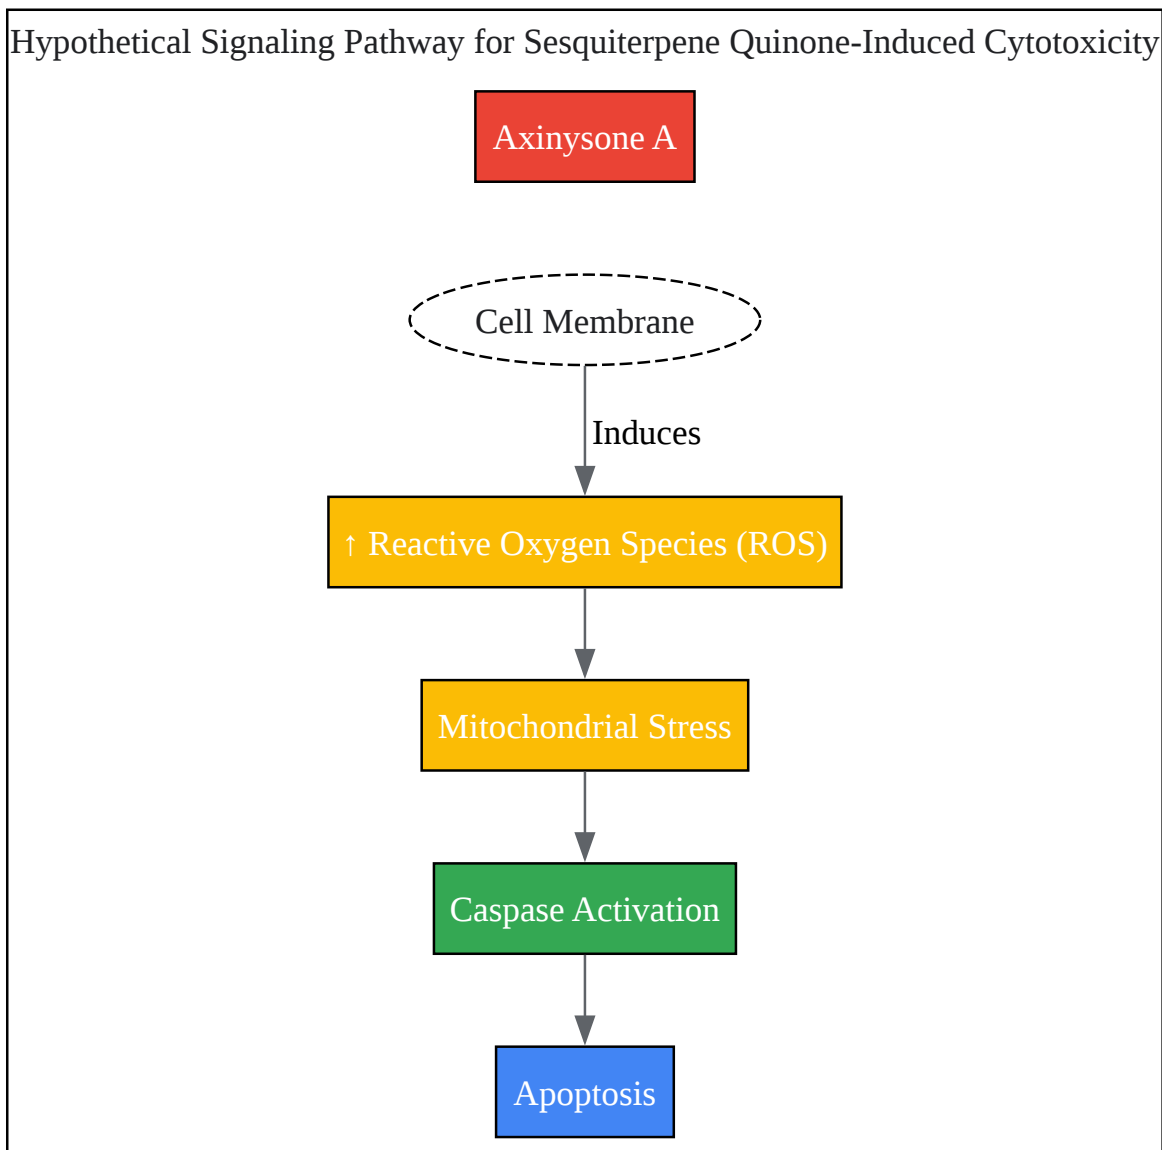 Hypothetical Signaling Pathway for Sesquiterpene Quinone-Induced Cytotoxicity
Axinysone A
Cell Membrane
Induces
↑ Reactive Oxygen Species (ROS)
Mitochondrial Stress
Caspase Activation
Apoptosis